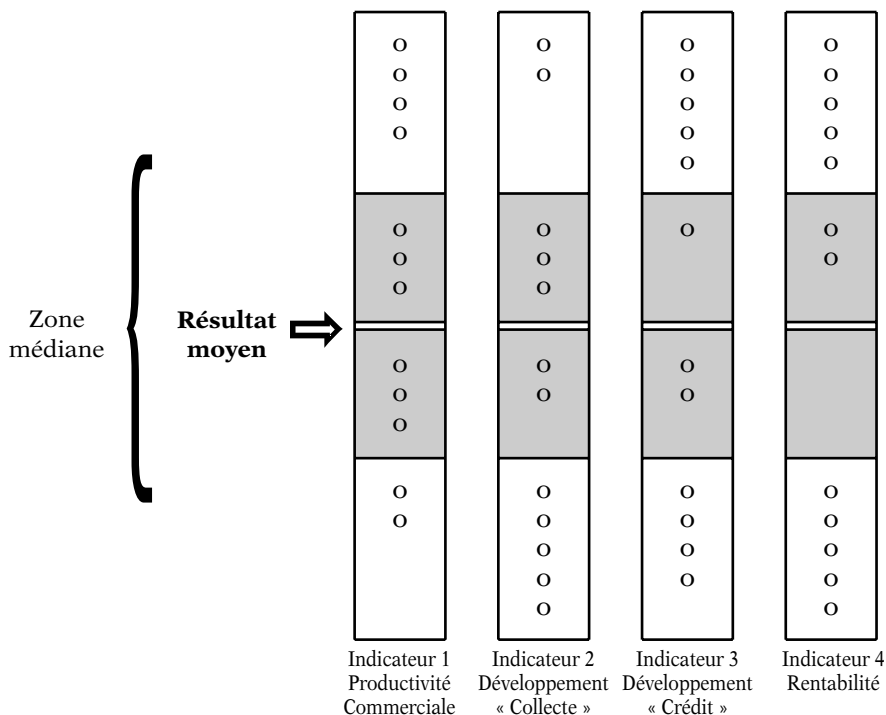 Zone
médiane
Résultat
moyen
Indicateur 1
Productivité
Commerciale
Indicateur 2
Développement
« Collecte »
Indicateur 3
Développement
« Crédit »
Indicateur 4
Rentabilité